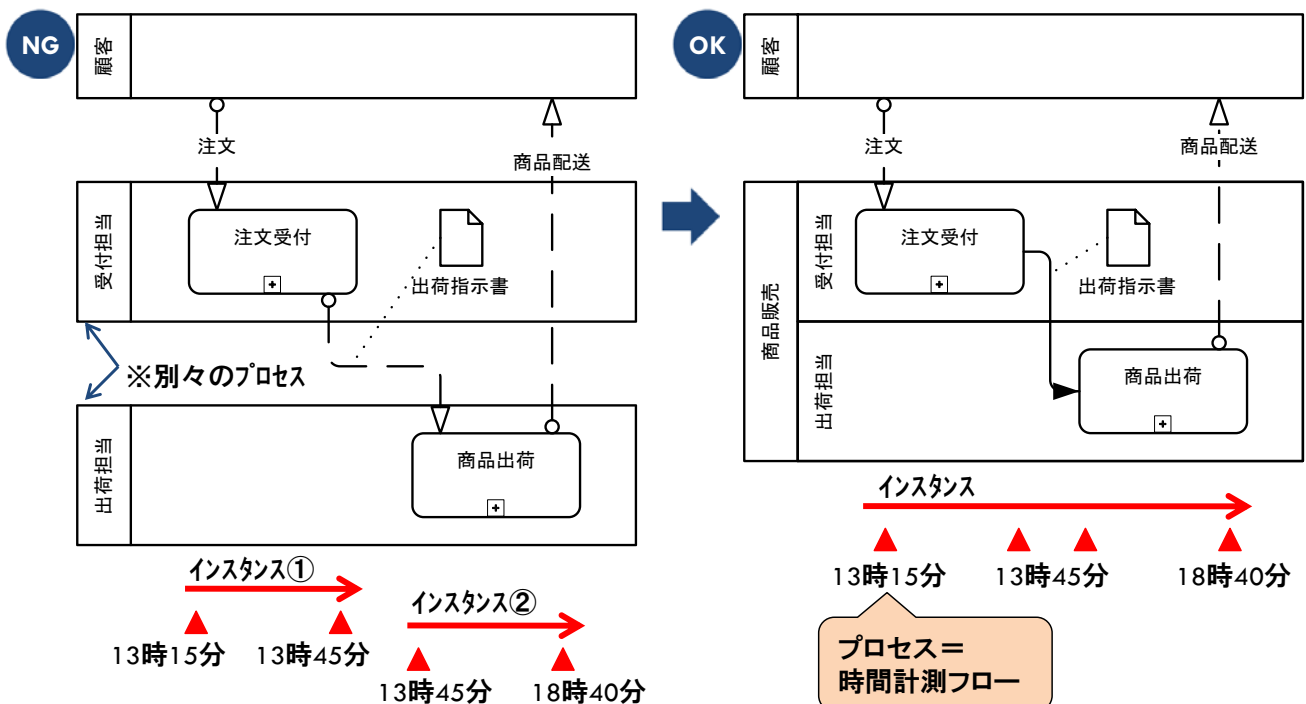 NG
顧客
注文
商品配送
受付担当
注文受付
出荷指示書
※別々のプロセス
出荷担当
商品出荷
インスタンス①
13時15分
13時45分
インスタンス②
13時45分
18時40分
OK
顧客
注文
商品配送
商品販売
受付担当
注文受付
出荷指示書
出荷担当
商品出荷
インスタンス
13時15分
13時45分
18時40分
プロセス＝
時間計測フロー